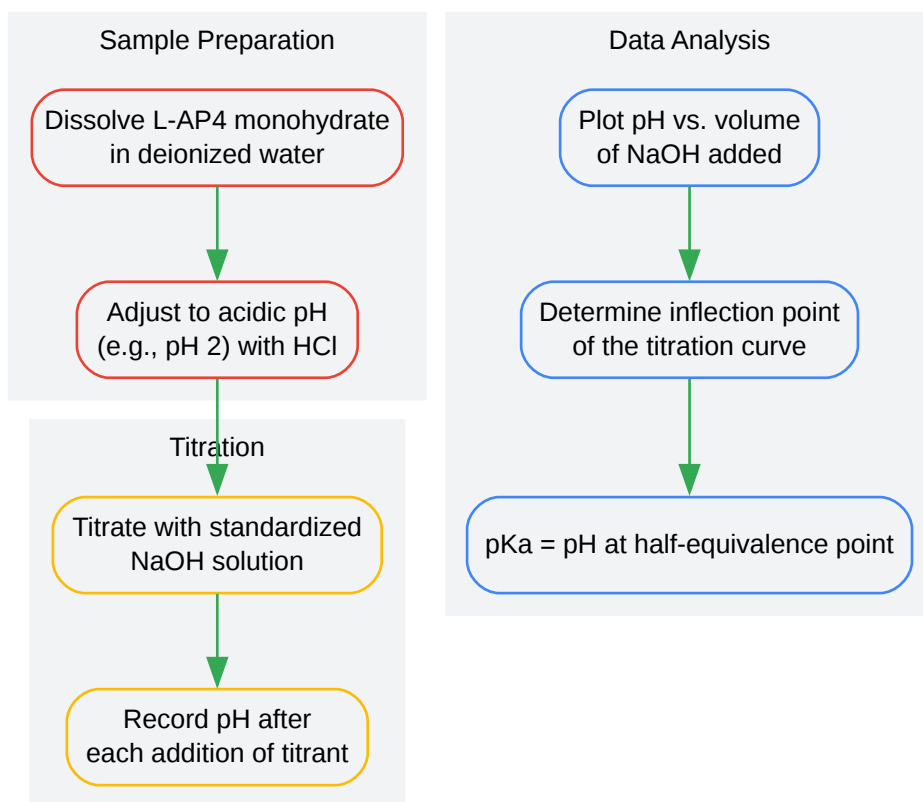 Sample Preparation
Dissolve L-AP4 monohydrate
in deionized water
Adjust to acidic pH
(e.g., pH 2) with HCl
Titration
Titrate with standardized
NaOH solution
Record pH after
each addition of titrant
Data Analysis
Plot pH vs. volume
of NaOH added
Determine inflection point
of the titration curve
pKa = pH at half-equivalence point